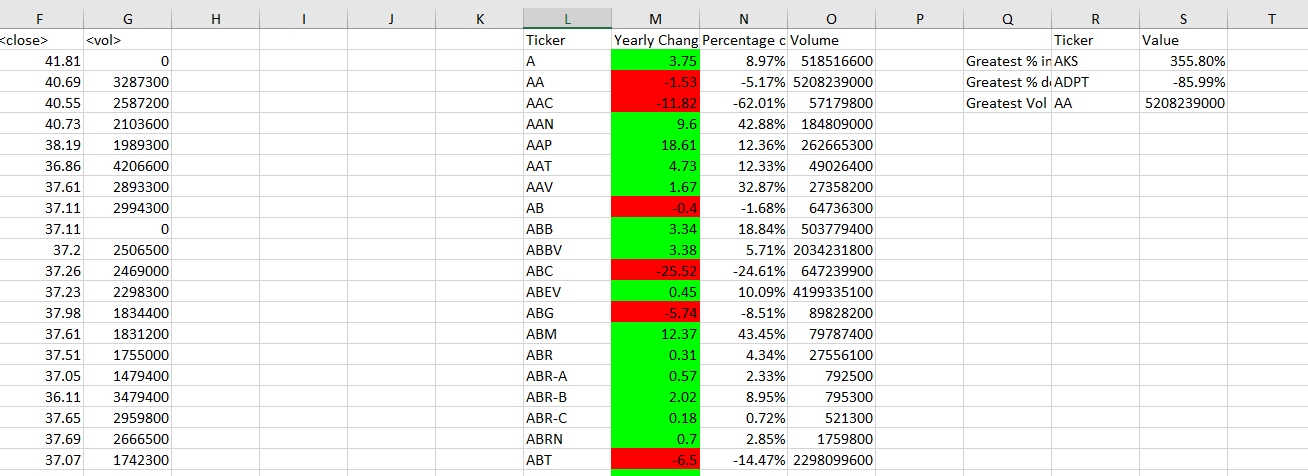 F G H I J K L M N O P Q R S T
<close> <vol> Ticker Yearly Chang Percentage c Volume Ticker Value
41.81 0 A 3.75 8.97% 518516600 Greatest % in AKS 355.80%
40.69 3287300 AA -1.53 -5.17% 5208239000 Greatest % de ADPT -85.99%
40.55 2587200 AAC -11.82 -62.01% 57179800 Greatest Vol AA 5208239000
40.73 2103600 AAN 9.6 42.88% 184809000
38.19 1989300 AAP 18.61 12.36% 262665300
36.86 4206600 AAT 4.73 12.33% 49026400
37.61 2893300 AAV 1.67 32.87% 27358200
37.11 2994300 AB -0.4 -1.68% 64736300
37.11 0 ABB 3.34 18.84% 503779400
37.2 2506500 ABBV 3.38 5.71% 2034231800
37.26 2469000 ABC -25.52 -24.61% 647239900
37.23 2298300 ABEV 0.45 10.09% 4199335100
37.98 1834400 ABG -5.74 -8.51% 89828200
37.61 1831200 ABM 12.37 43.45% 79787400
37.51 1755000 ABR 0.31 4.34% 27556100
37.05 1479400 ABR-A 0.57 2.33% 792500
36.11 3479400 ABR-B 2.02 8.95% 795300
37.65 2959800 ABR-C 0.18 0.72% 521300
37.69 2666500 ABRN 0.7 2.85% 1759800
37.07 1742300 ABT -6.5 -14.47% 2298099600